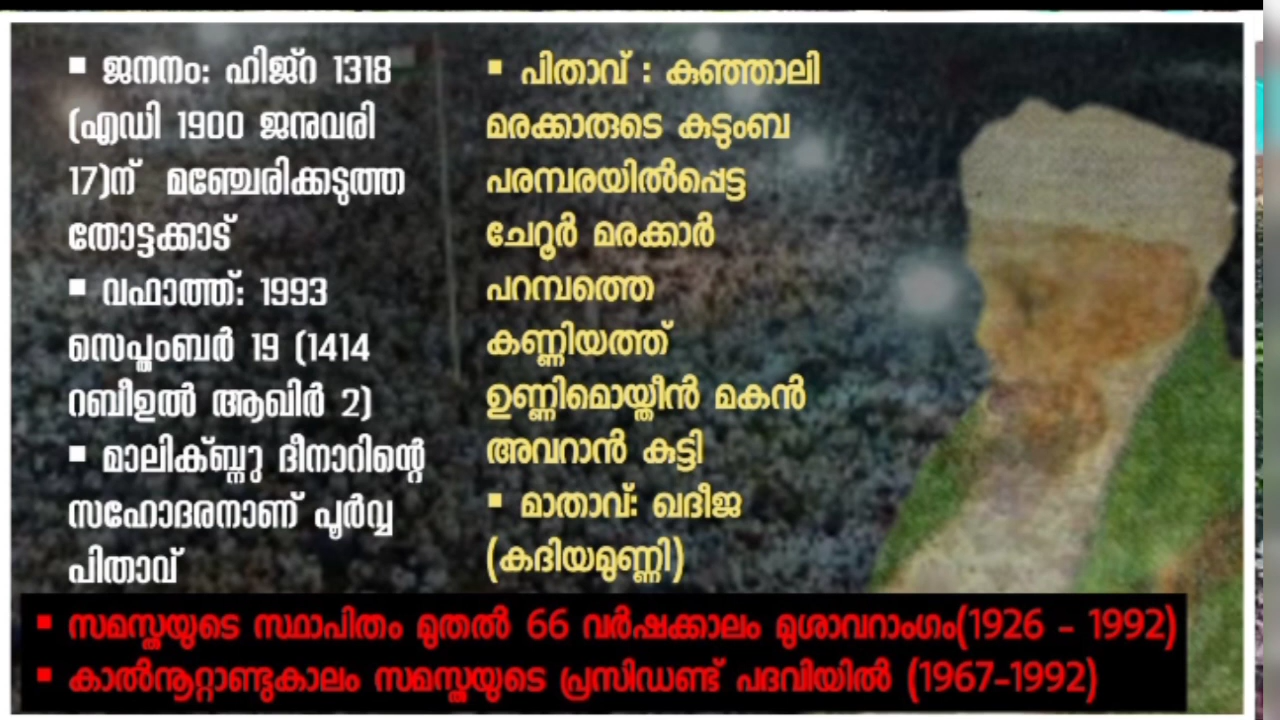 ▪ ജനനം: ഹിജ്റ 1318
(എഡി 1900 ജനുവരി
17)ന് മഞ്ചേരിക്കടുത്ത
തോട്ടക്കാട്
▪ വഫാത്ത്: 1993
സെപ്തംബർ 19 (1414
റബീഉൽ ആഖിർ 2)
▪ മാലിക്ബ്നു ദീനാറിന്റെ
സഹോദരനാണ് പൂർവ്വ
പിതാവ്
▪ പിതാവ് : കുഞ്ഞാലി
മരക്കാരുടെ കുടുംബ
പരമ്പരയിൽപ്പെട്ട
ചേറൂർ മരക്കാർ
പറമ്പത്തെ
കണ്ണിയത്ത്
ഉണ്ണിമൊയ്തീൻ മകൻ
അവറാൻ കുട്ടി
▪ മാതാവ്: ഖദീജ
(കദിയമുണ്ണി)
▪ സമസ്തയുടെ സ്ഥാപിതം മുതൽ 66 വർഷക്കാലം മുശാവറാംഗം(1926 - 1992)
▪ കാൽനൂറ്റാണ്ടുകാലം സമസ്തയുടെ പ്രസിഡണ്ട് പദവിയിൽ (1967-1992)